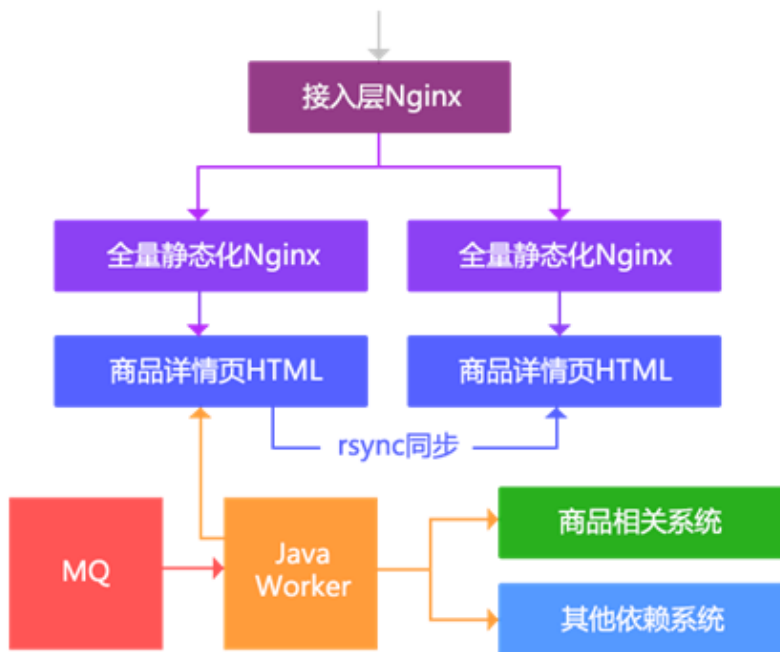 接入层Nginx
全量静态化Nginx
全量静态化Nginx
商品详情页HTML
商品详情页HTML
rsync同步
MQ
Java
Worker
商品相关系统
其他依赖系统